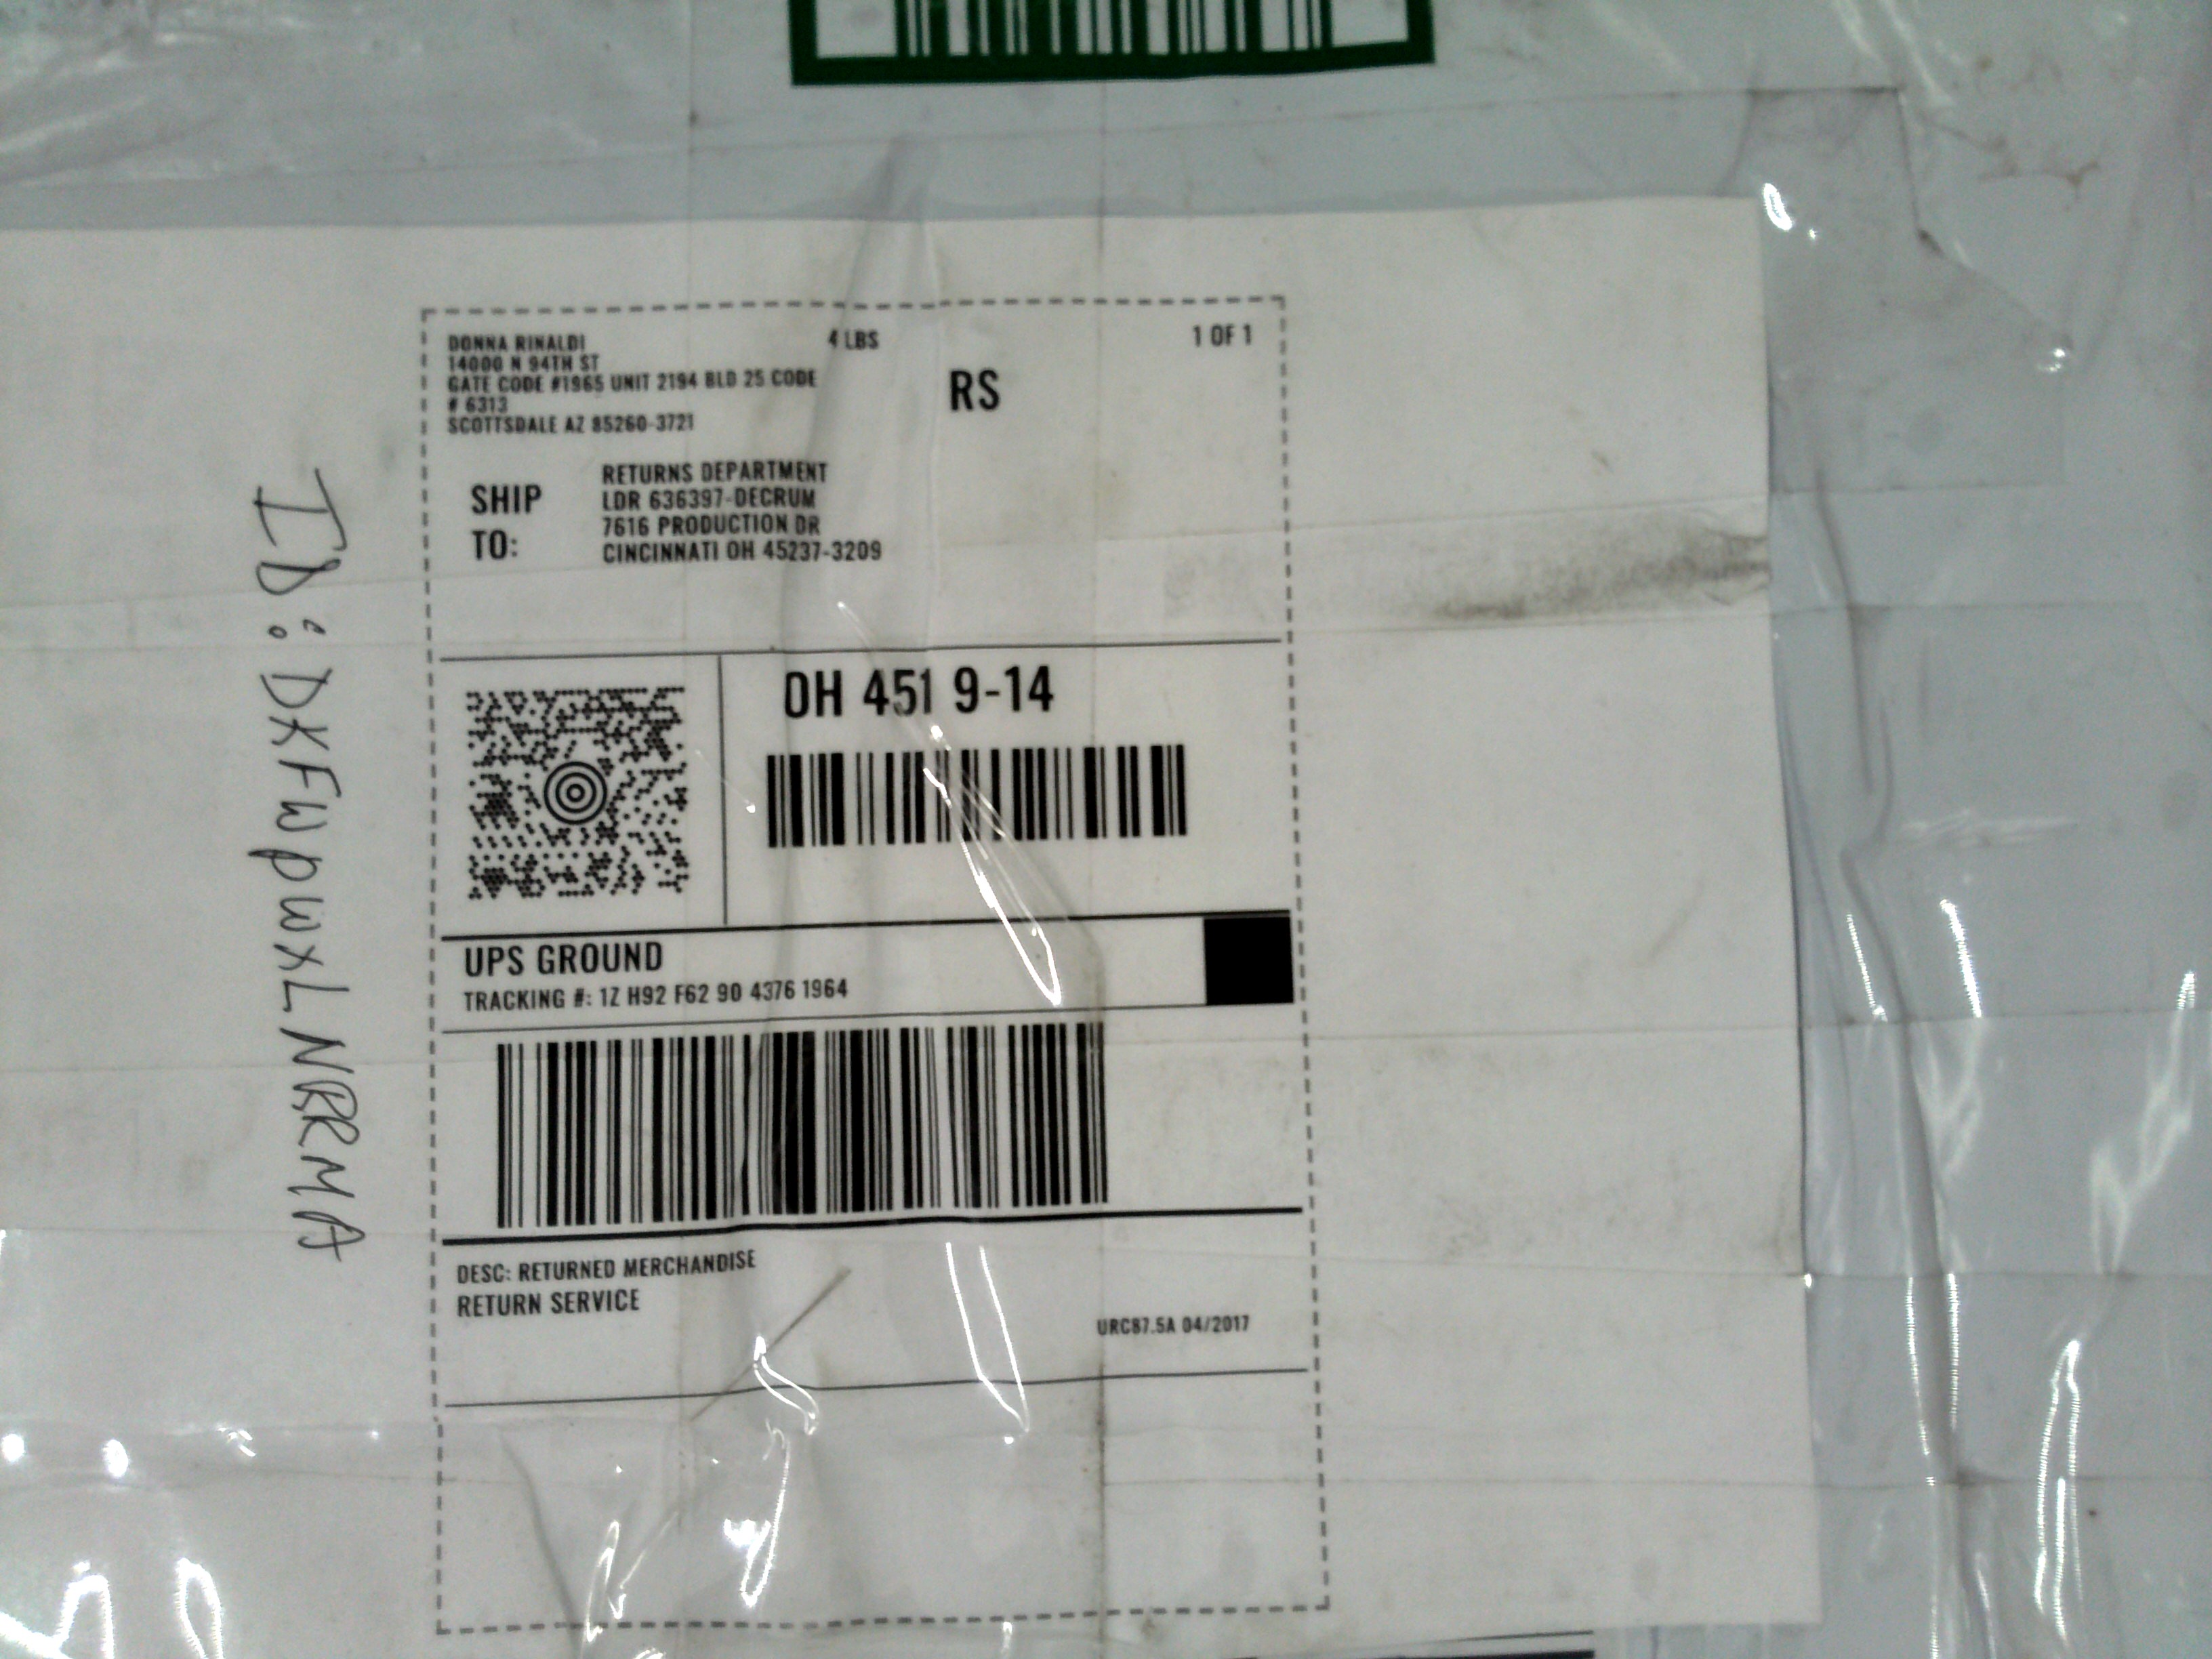 DONNA RINALDI
14000 N 94TH ST
GATE CODE #1965 UNIT 2194 BLD 25 CODE
# 6313
SCOTTSDALE AZ 85260-3721
4 LBS
1 OF 1
RS
SHIP
TO:
RETURNS DEPARTMENT
LDR 636397-DECRUM
7616 PRODUCTION DR
CINCINNATI OH 45237-3209
OH 451 9-14
UPS GROUND
TRACKING #: 1Z H92 F62 90 4376 1964
DESC: RETURNED MERCHANDISE
RETURN SERVICE
URC87.5A 04/2017
ID: DKFwpwxLNRRMA